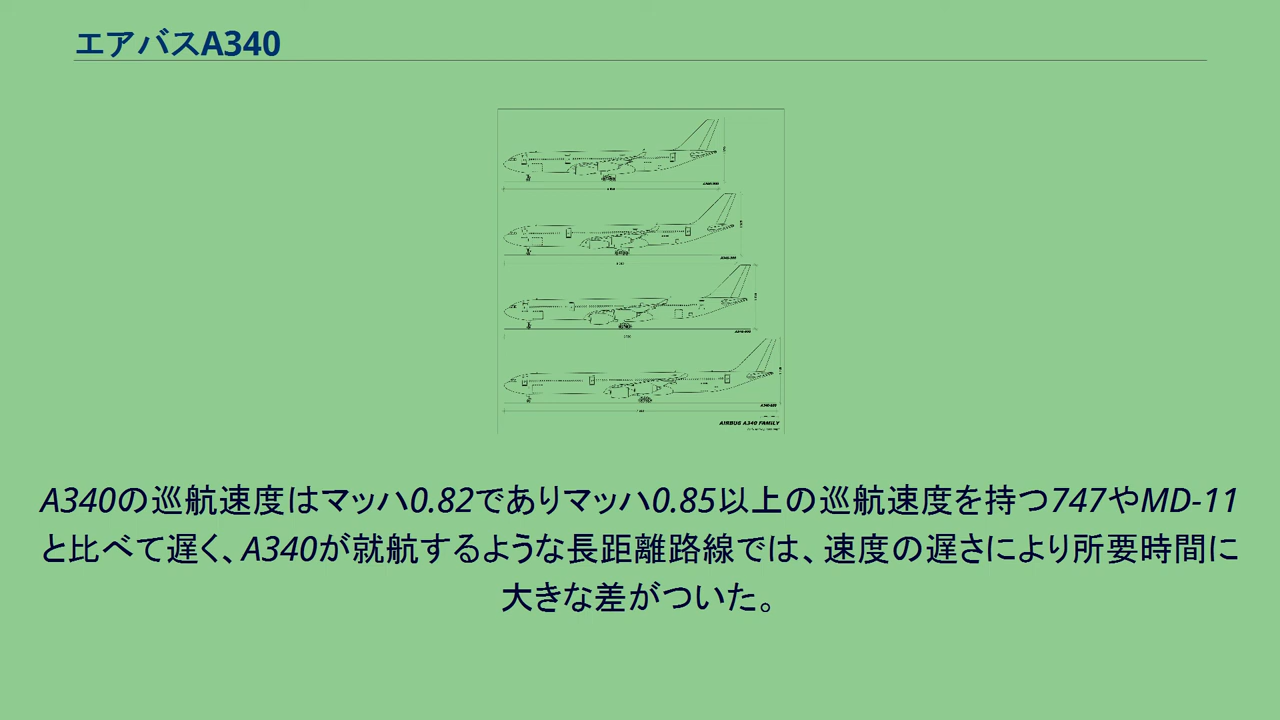 エアバスA340
AIRBUS A340 FAMILY
A340の巡航速度はマッハ0.82でありマッハ0.85以上の巡航速度を持つ747やMD-11
と比べて遅く、A340が就航するような長距離路線では、速度の遅さにより所要時間に
大きな差がついた。